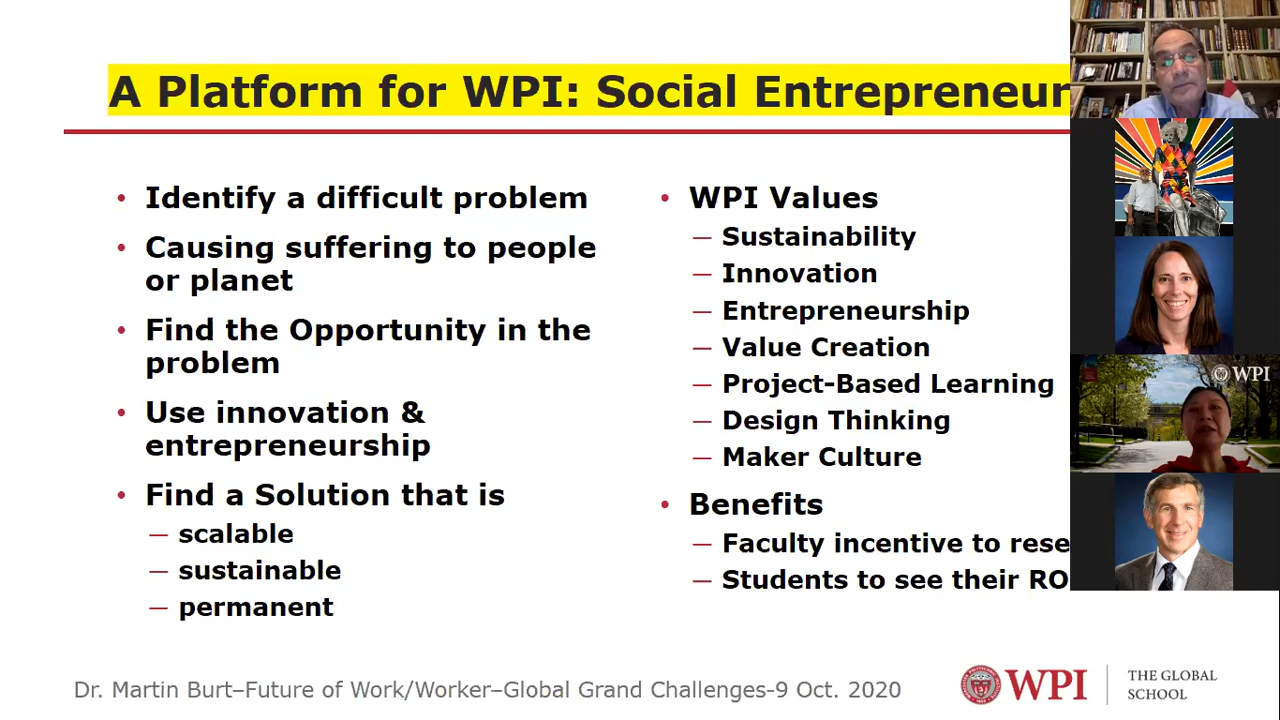 A Platform for WPI: Social Entrepreneur
• Identify a difficult problem
• Causing suffering to people
or planet
• Find the Opportunity in the
problem
• Use innovation &
entrepreneurship
• Find a Solution that is
— scalable
— sustainable
— permanent
• WPI Values
— Sustainability
— Innovation
— Entrepreneurship
— Value Creation
— Project-Based Learning
— Design Thinking
— Maker Culture
• Benefits
— Faculty incentive to rese
— Students to see their RO
WPI
Dr. Martin Burt–Future of Work/Worker–Global Grand Challenges-9 Oct. 2020
WPI
THE GLOBAL
SCHOOL